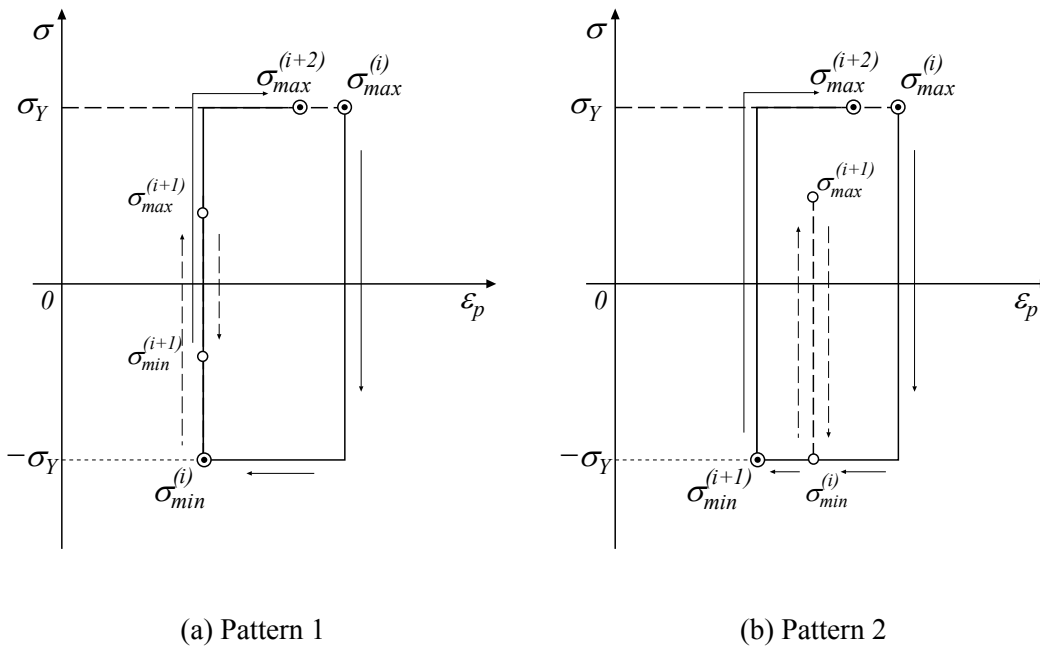 σ
σ_max^(i+2)
σ_max^(i)
σ_Y
σ_max^(i+1)
0
ε_p
σ_min^(i+1)
−σ_Y
σ_min^(i)
(a) Pattern 1
σ
σ_max^(i+2)
σ_max^(i)
σ_Y
σ_max^(i+1)
0
ε_p
−σ_Y
σ_min^(i+1)
σ_min^(i)
(b) Pattern 2